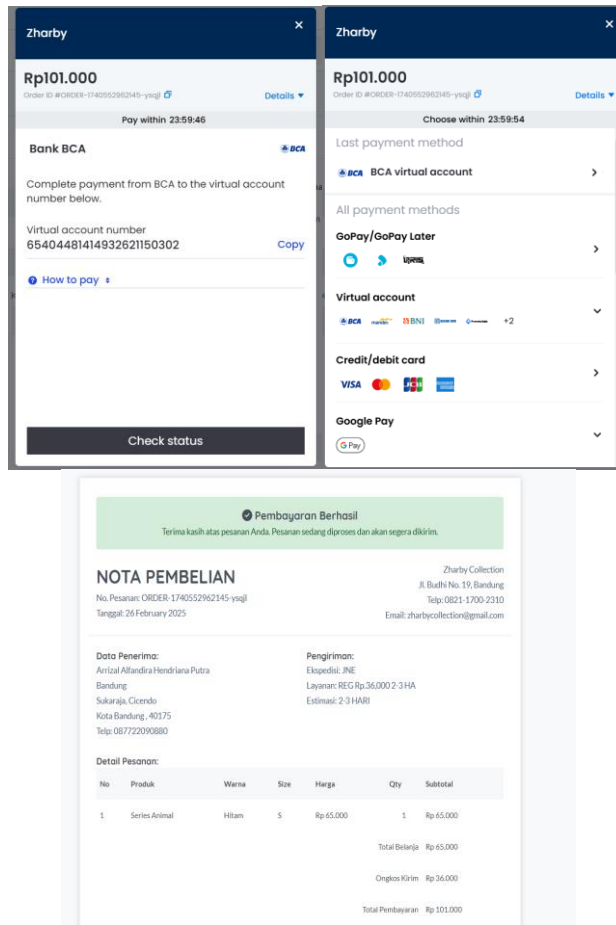 Zharby
×
Rp101.000
Order ID #ORDER-1740552962145-ysqjl
Details
Pay within 23:59:46
Bank BCA
BCA
Complete payment from BCA to the virtual account
number below.
Virtual account number
65404481414932621150302
Copy
How to pay
Check status
Zharby
×
Rp101.000
Order ID #ORDER-1740552962145-ysqjl
Details
Choose within 23:59:54
Last payment method
BCA BCA virtual account
All payment methods
GoPay/GoPay Later
Virtual account
BCA mandiri BNI +2
Credit/debit card
VISA JCB
Google Pay
G Pay
Pembayaran Berhasil
Terima kasih atas pesanan Anda. Pesanan sedang diproses dan akan segera dikirim.
NOTA PEMBELIAN
No. Pesanan: ORDER-1740552962145-ysqjl
Tanggal: 26 February 2025
Zharby Collection
Jl. Budhi No. 19, Bandung
Telp: 0821-1700-2310
Email: zharbycollection@gmail.com
Data Penerima:
Arrizal Alfandira Hendriana Putra
Bandung
Sukaraja, Cicendo
Kota Bandung , 40175
Telp: 087722090880
Pengiriman:
Ekspedisi: JNE
Layanan: REG Rp.36,000 2-3 HA
Estimasi: 2-3 HARI
Detail Pesanan:
No Produk Warna Size Harga Qty Subtotal
1 Series Animal Hitam S Rp 65.000 1 Rp 65.000
Total Belanja Rp 65.000
Ongkos Kirim Rp 36.000
Total Pembayaran Rp 101.000